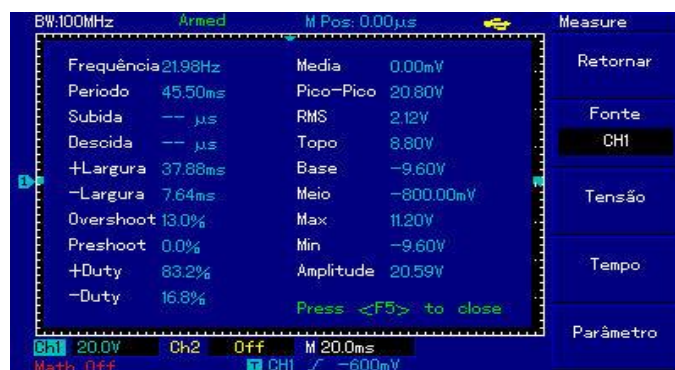 BW:100MHz Armed M Pos: 0.00µs Measure
Frequência 21.98Hz Media 0.00mV Retornar
Periodo 45.50ms Pico-Pico 20.80V
Subida -- µs RMS 2.12V Fonte
Descida -- µs Topo 8.80V CH1
+Largura 37.88ms Base -9.60V
1
-Largura 7.64ms Meio -800.00mV Tensão
Overshoot 13.0% Max 11.20V
Preshoot 0.0% Min -9.60V
+Duty 83.2% Amplitude 20.59V Tempo
-Duty 16.8% Press <F5> to close
Parâmetro
Ch1 20.0V Ch2 Off M 20.0ms
Math Off T CH1 / -600mV